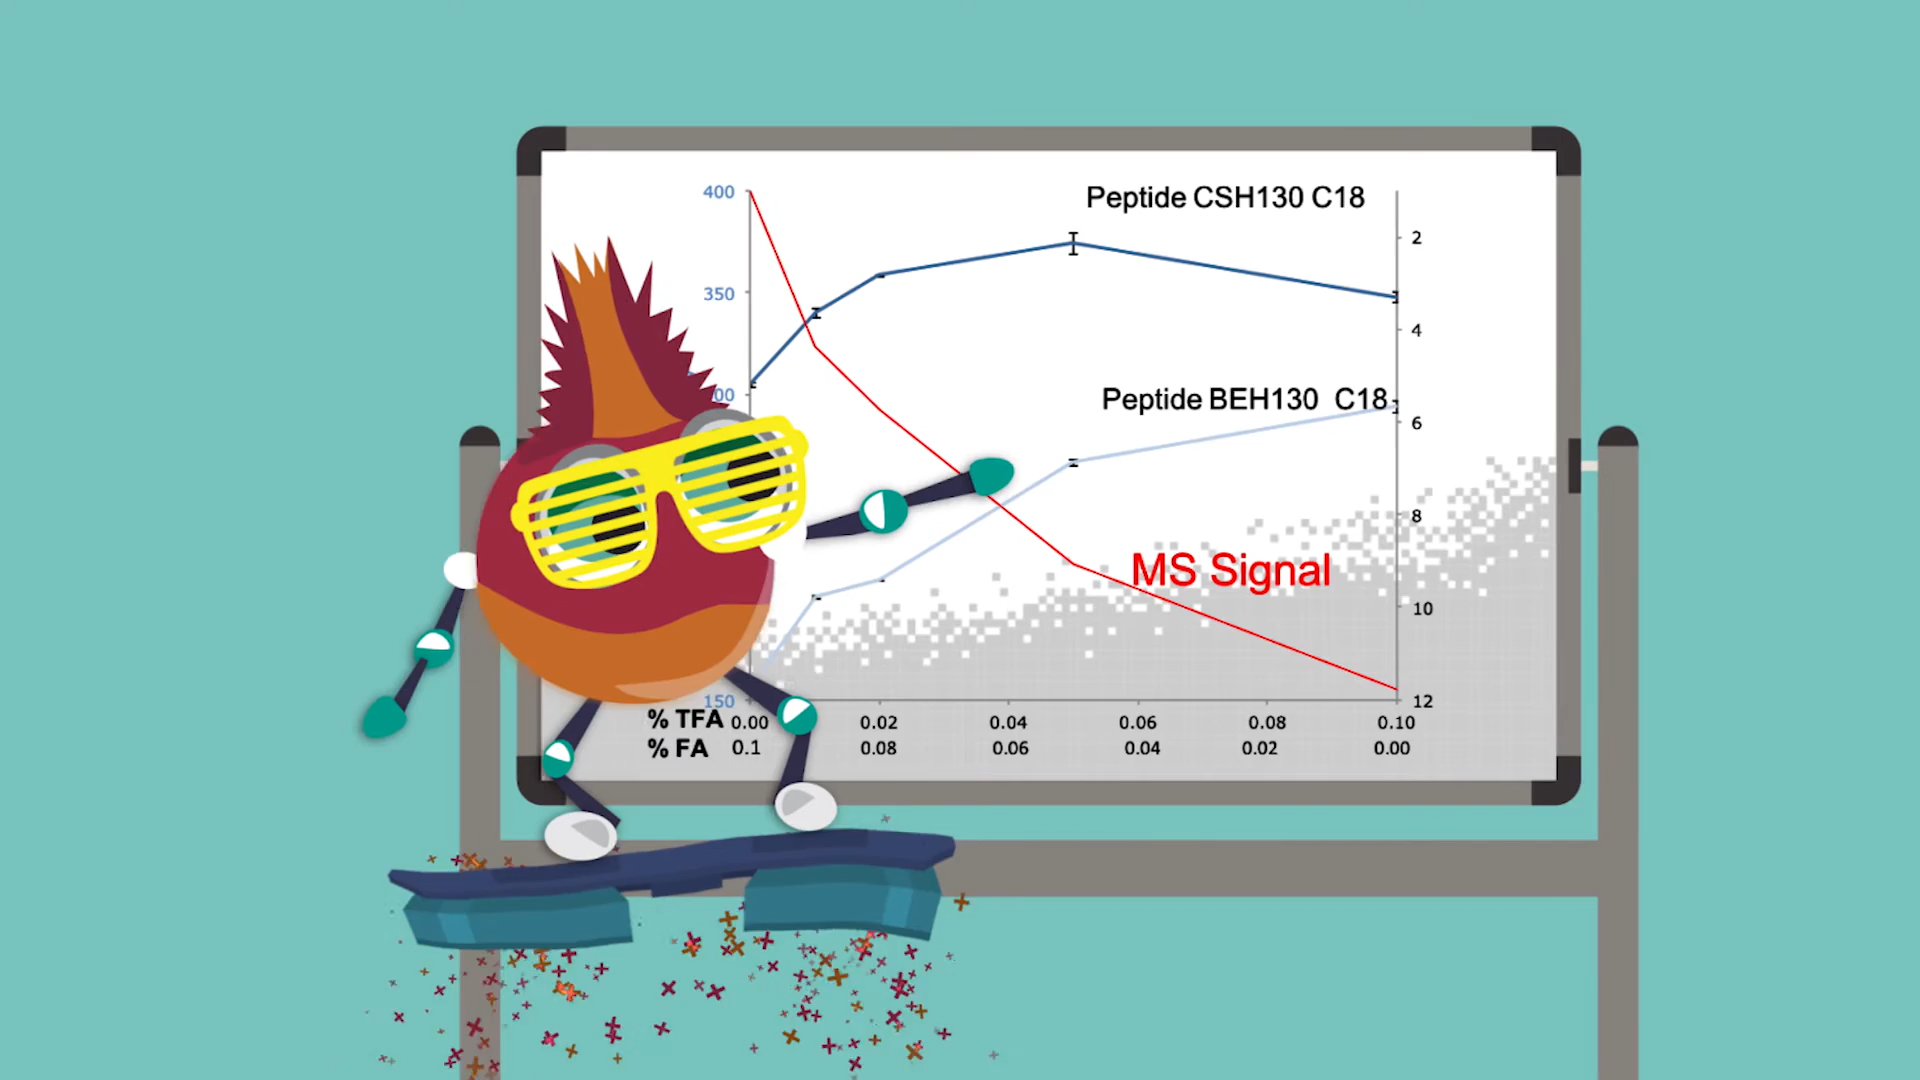 400
Peptide CSH130 C18
2
350
4
00
Peptide BEH130 C18
6
8
MS Signal
10
150
12
% TFA 0.00 0.02 0.04 0.06 0.08 0.10
% FA 0.1 0.08 0.06 0.04 0.02 0.00